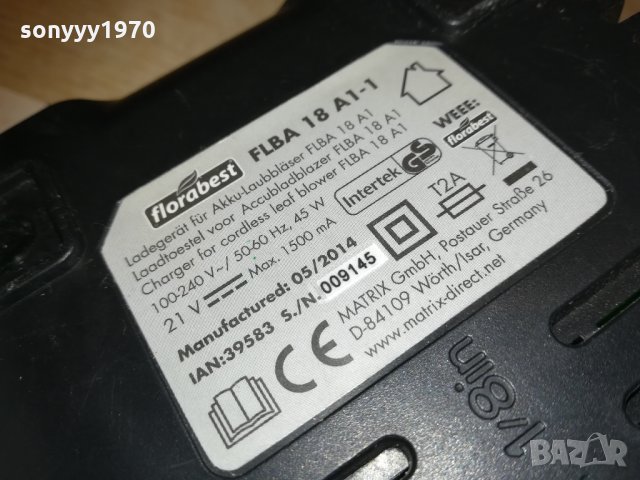 sonyyy1970
florabest FLBA 18 A1-1
Ladegerät für Akku-Laubbläser FLBA 18 A1
Laadtoestel voor Accubladblazer FLBA 18 A1
Charger for cordless leaf blower FLBA 18 A1
100-240 V~/ 50-60 Hz, 45 W
21 V Max. 1500 mA
Manufactured: 05/2014
IAN:39583 S./N. 009145
Intertek GS
WEEE:
florabest
T2A
CE
MATRIX GmbH, Postauer Straße 26
D-84109 Wörth/Isar, Germany
www.matrix-direct.net
1/8in
BAZAR